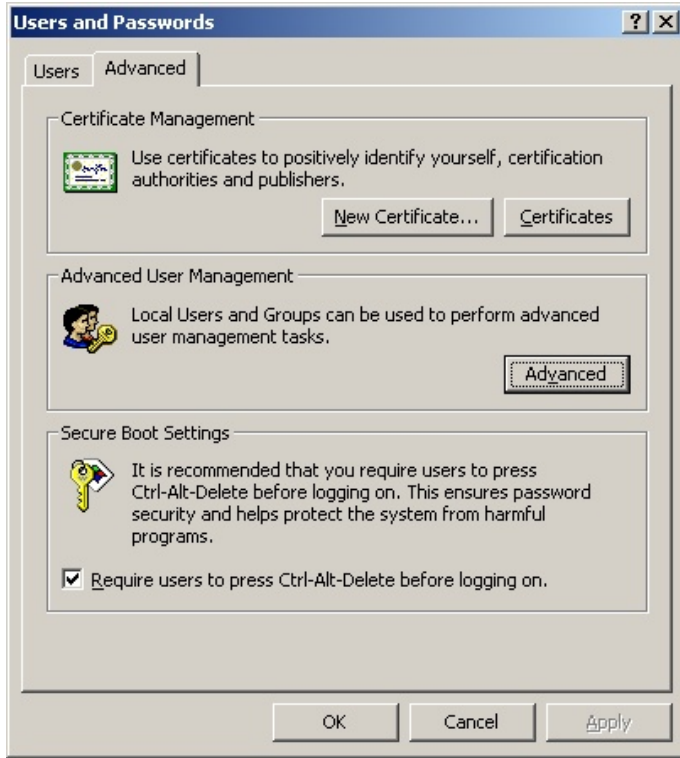 Users and Passwords
Users
Advanced
Certificate Management
Use certificates to positively identify yourself, certification
authorities and publishers.
New Certificate...
Certificates
Advanced User Management
Local Users and Groups can be used to perform advanced
user management tasks.
Advanced
Secure Boot Settings
It is recommended that you require users to press
Ctrl-Alt-Delete before logging on. This ensures password
security and helps protect the system from harmful
programs.
Require users to press Ctrl-Alt-Delete before logging on.
OK
Cancel
Apply